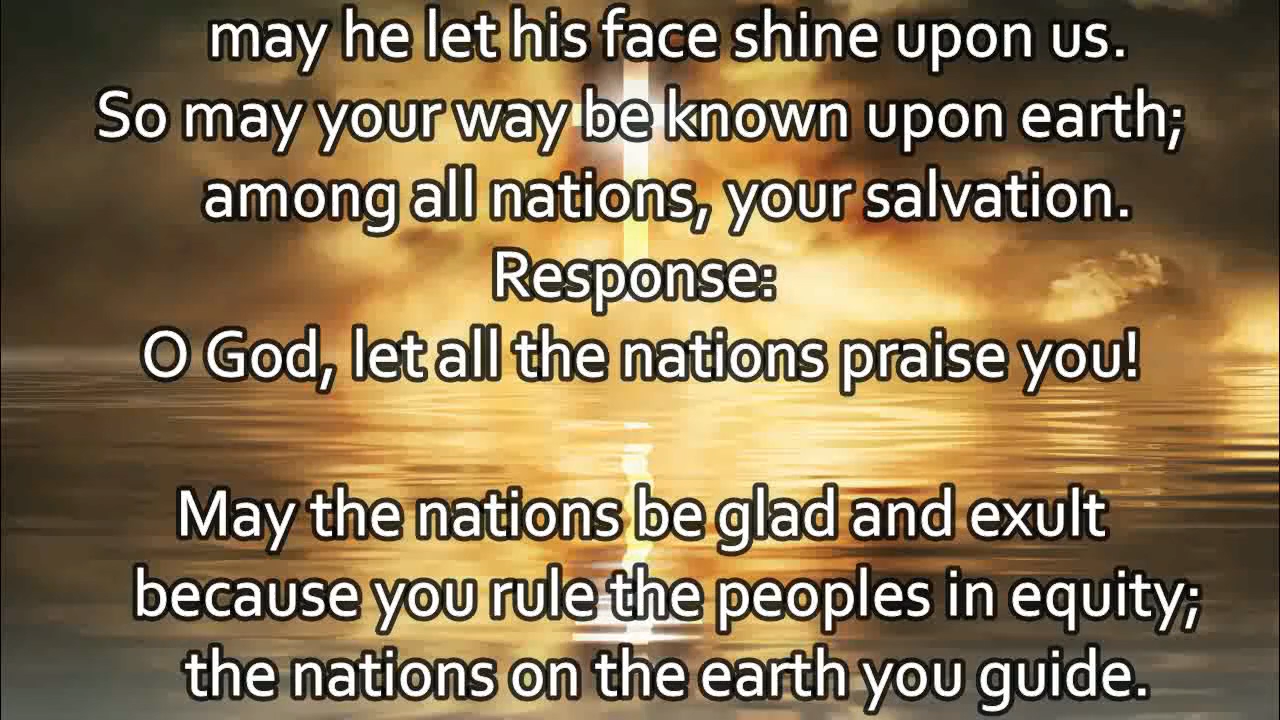 may he let his face shine upon us.
So may your way be known upon earth;
among all nations, your salvation.
Response:
O God, let all the nations praise you!
May the nations be glad and exult
because you rule the peoples in equity;
the nations on the earth you guide.